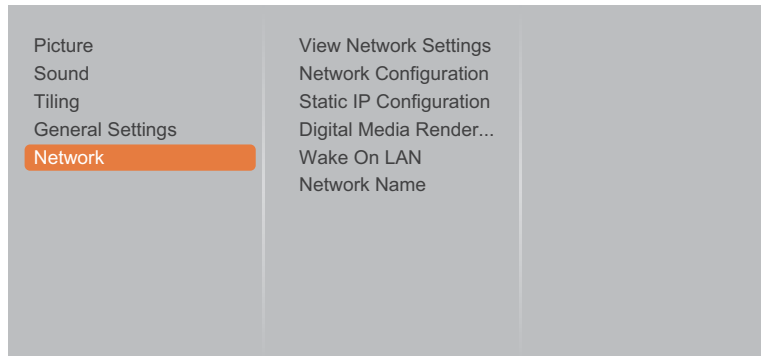 Picture
Sound
Tiling
General Settings
Network
View Network Settings
Network Configuration
Static IP Configuration
Digital Media Render...
Wake On LAN
Network Name